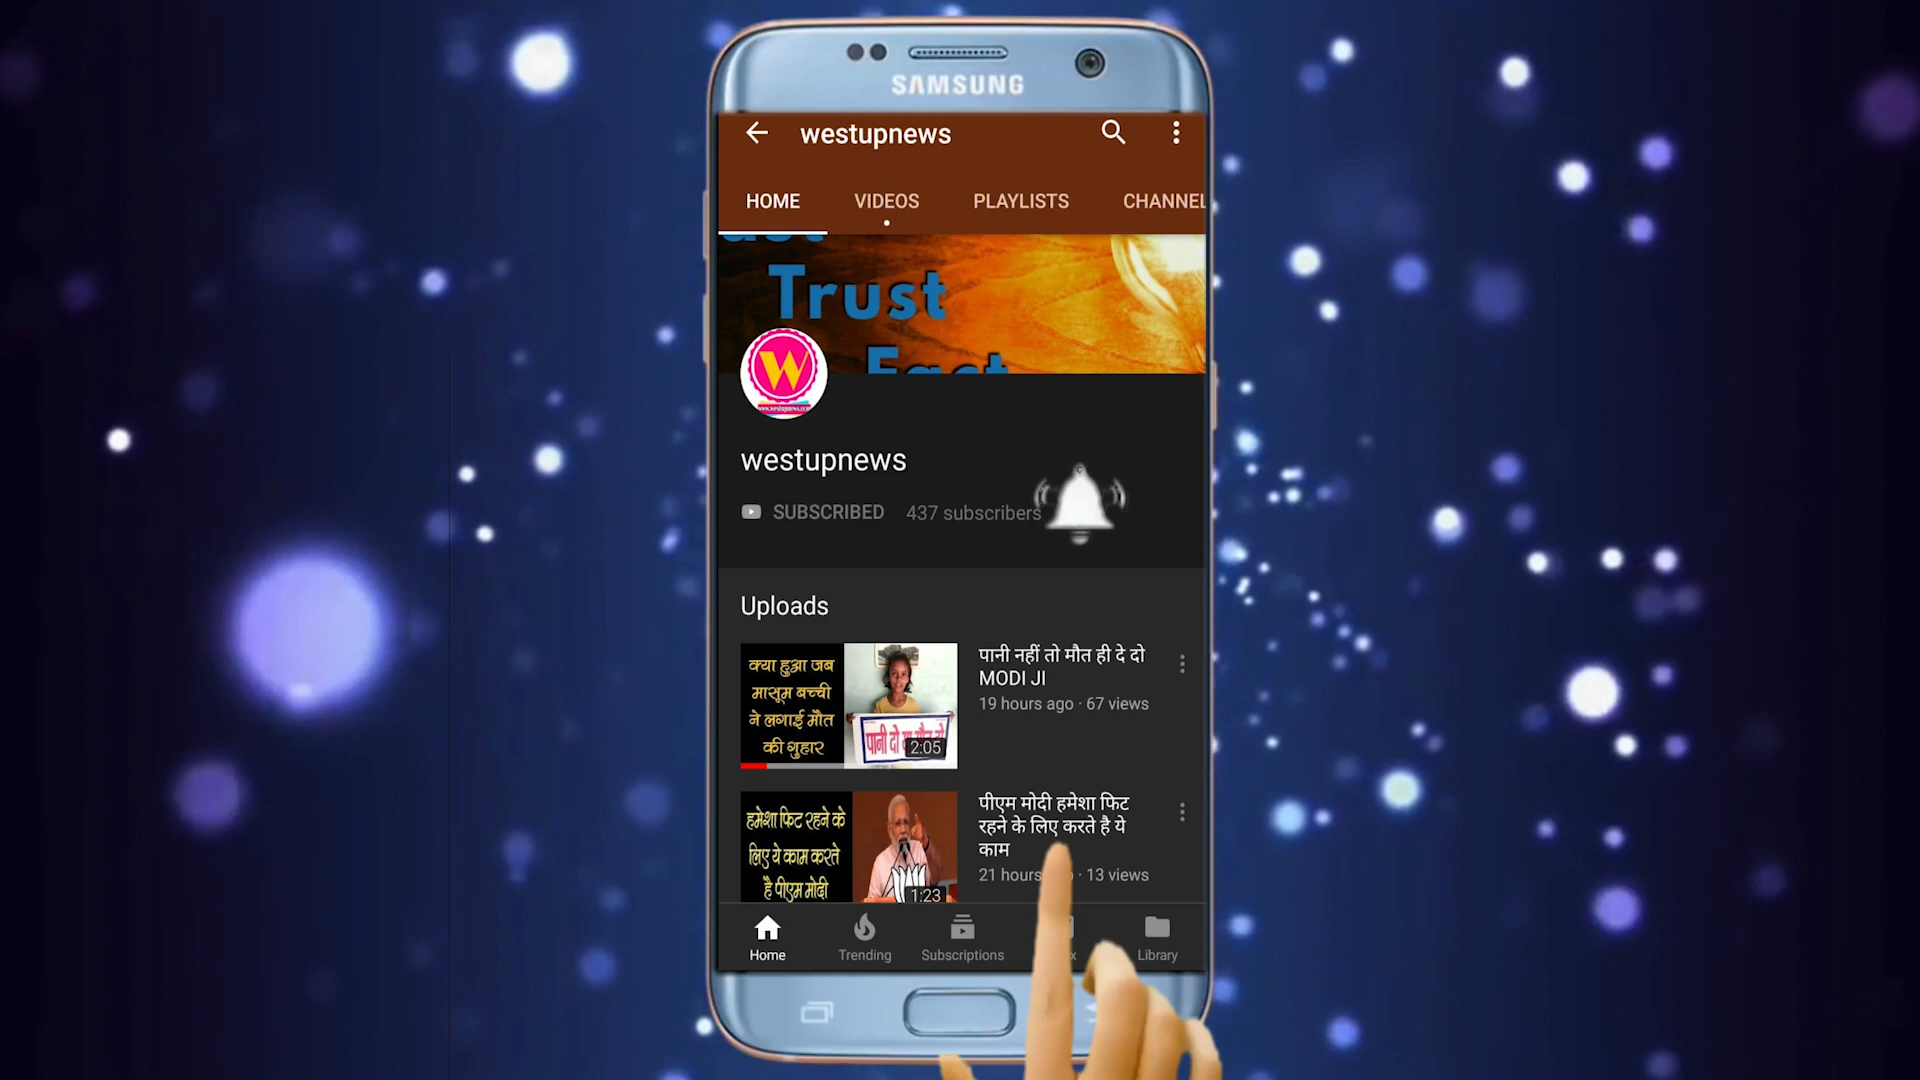 SAMSUNG
westupnews
HOME VIDEOS PLAYLISTS CHANNEL
Trust
Fact
westupnews
SUBSCRIBED 437 subscribers
Uploads
क्या हुआ जब
मासूम बच्ची
ने लगाई मौत
की गुहार
पानी दो या मौत दो
2:05
पानी नहीं तो मौत ही दे दो
MODI JI
19 hours ago · 67 views
हमेशा फिट रहने के
लिए ये काम करते
है पीएम मोदी
1:23
पीएम मोदी हमेशा फिट
रहने के लिए करते है ये
काम
21 hours · 13 views
Home Trending Subscriptions Library